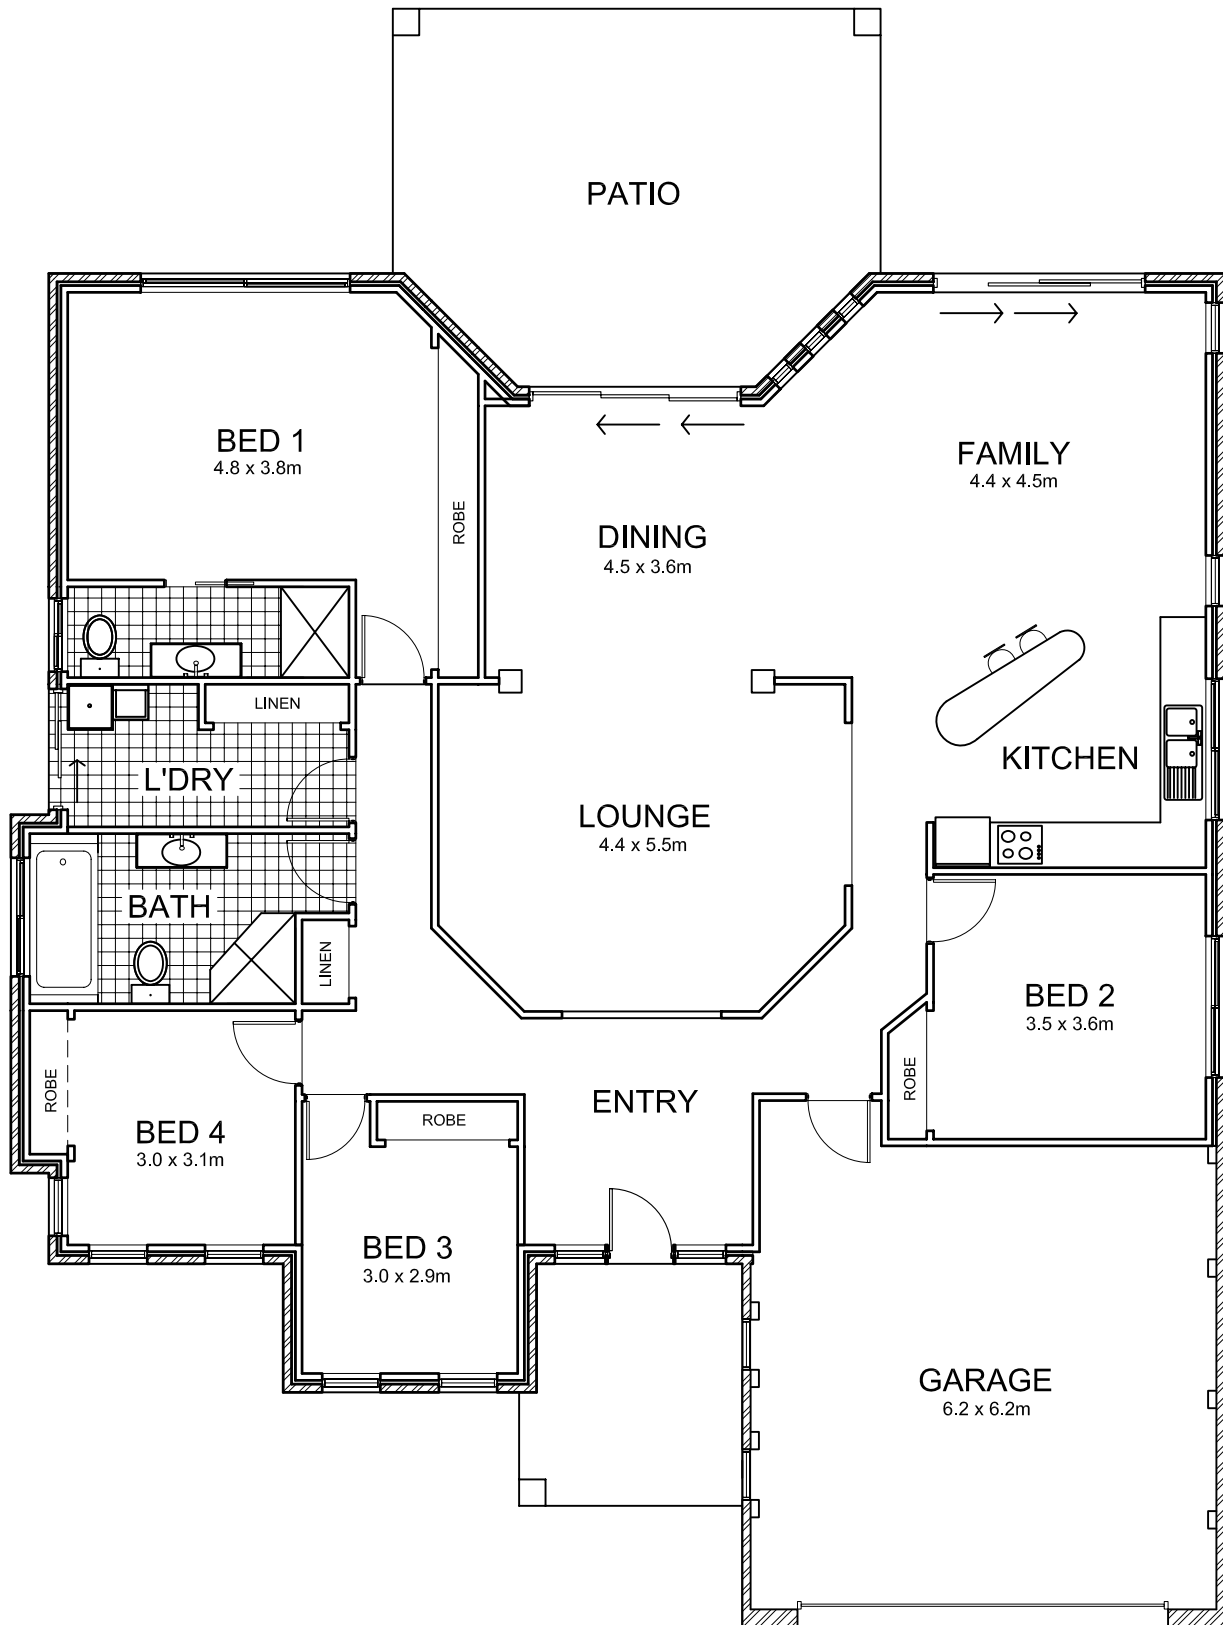 PATIO
BED 1
4.8 x 3.8m
ROBE
FAMILY
4.4 x 4.5m
DINING
4.5 x 3.6m
LINEN
L'DRY
KITCHEN
LOUNGE
4.4 x 5.5m
BATH
LINEN
BED 2
3.5 x 3.6m
ROBE
ROBE
ENTRY
ROBE
BED 4
3.0 x 3.1m
BED 3
3.0 x 2.9m
GARAGE
6.2 x 6.2m